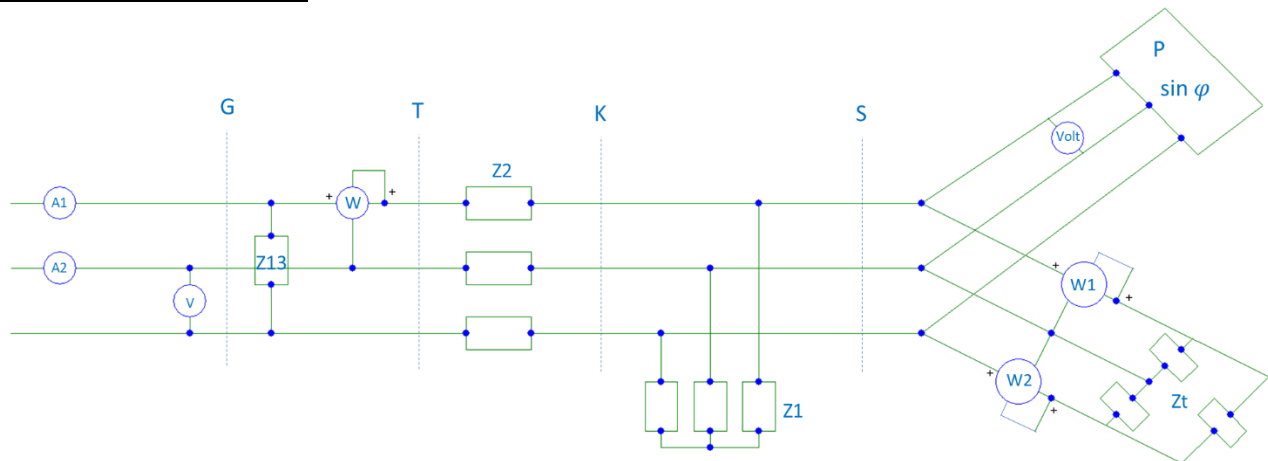 P
sin φ
G
T
K
S
Volt
Z2
+
+
A1
W
A2
Z13
V
+
W1
+
+
W2
+
Zt
Z1